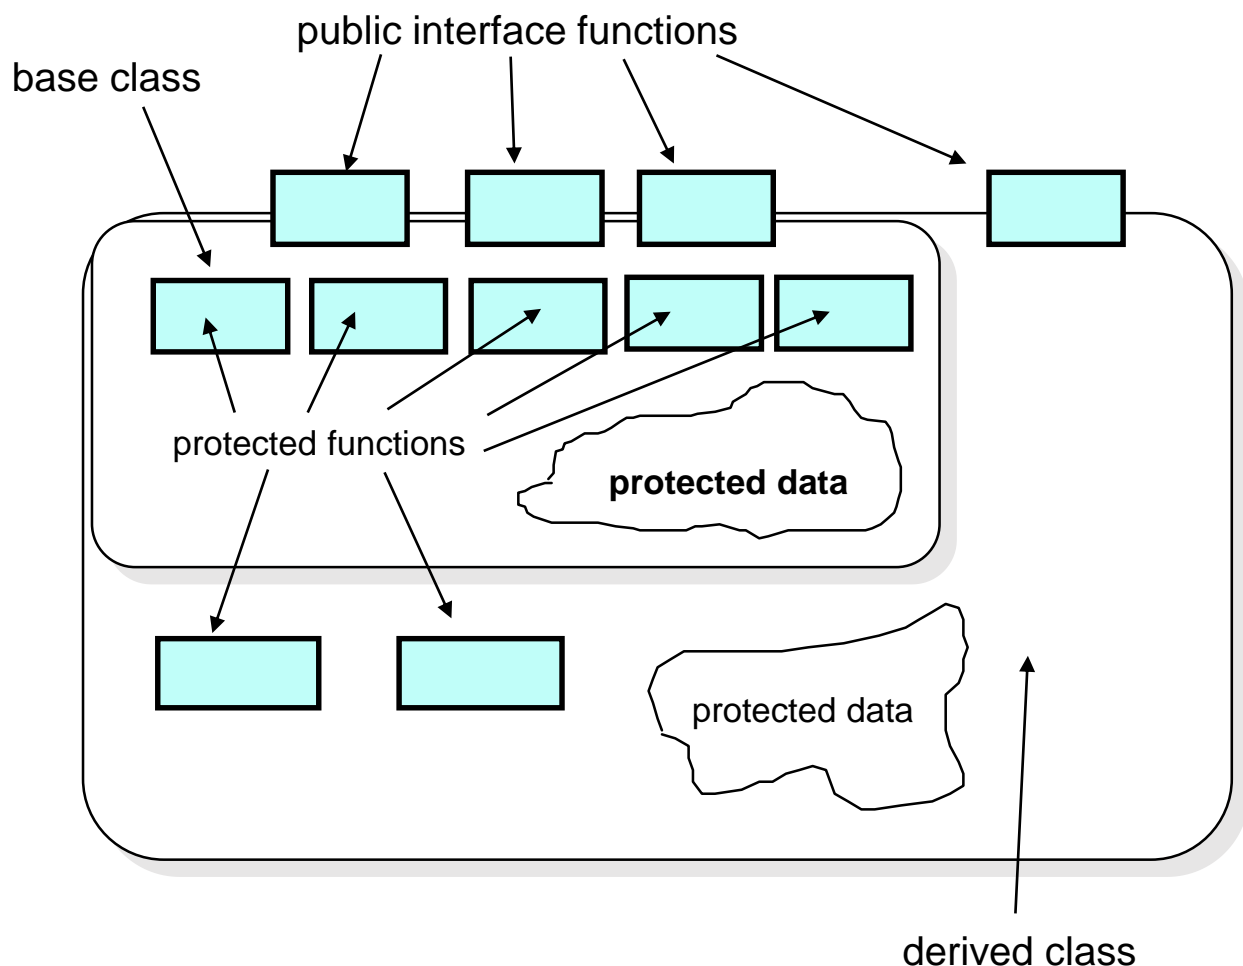 public interface functions
base class
protected functions
protected data
protected data
derived class